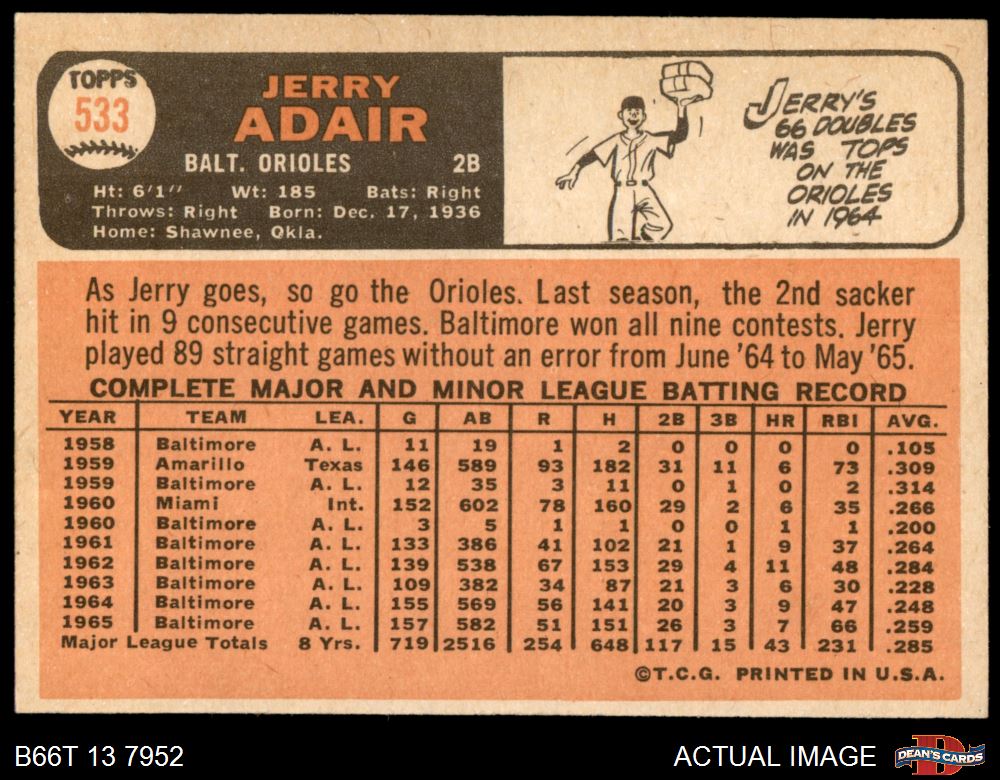 TOPPS
533
JERRY
ADAIR
BALT. ORIOLES 2B
Ht: 6'1" Wt: 185 Bats: Right
Throws: Right Born: Dec. 17, 1936
Home: Shawnee, Okla.
JERRY'S
66 DOUBLES
WAS TOPS
ON THE
ORIOLES
IN 1964
As Jerry goes, so go the Orioles. Last season, the 2nd sacker
hit in 9 consecutive games. Baltimore won all nine contests. Jerry
played 89 straight games without an error from June '64 to May '65.
COMPLETE MAJOR AND MINOR LEAGUE BATTING RECORD
YEAR TEAM LEA. G AB R H 2B 3B HR RBI AVG.
1958 Baltimore A. L. 11 19 1 2 0 0 0 0 .105
1959 Amarillo Texas 146 589 93 182 31 11 6 73 .309
1959 Baltimore A. L. 12 35 3 11 0 1 0 2 .314
1960 Miami Int. 152 602 78 160 29 2 6 35 .266
1960 Baltimore A. L. 3 5 1 1 0 0 1 1 .200
1961 Baltimore A. L. 133 386 41 102 21 1 9 37 .264
1962 Baltimore A. L. 139 538 67 153 29 4 11 48 .284
1963 Baltimore A. L. 109 382 34 87 21 3 6 30 .228
1964 Baltimore A. L. 155 569 56 141 20 3 9 47 .248
1965 Baltimore A. L. 157 582 51 151 26 3 7 66 .259
Major League Totals 8 Yrs. 719 2516 254 648 117 15 43 231 .285
©T.C.G. PRINTED IN U.S.A.
B66T 13 7952 ACTUAL IMAGE DEAN'S CARDS